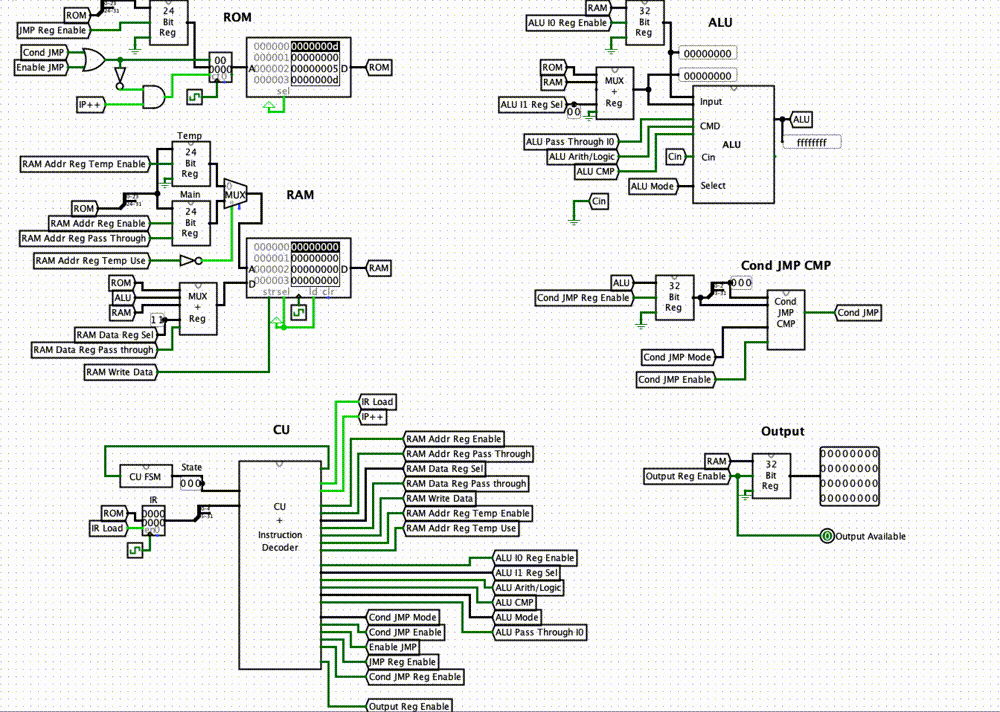 ROM
ROM
24
Bit
Reg
JMP Reg Enable
Cond JMP
Enable JMP
IP++
00
0000
000000 0000000d
000001 00000000
000002 00000005
000003 0000000d
A
D
sel
ROM
RAM
Temp
RAM Addr Reg Temp Enable
24
Bit
Reg
Main
ROM
24
Bit
Reg
RAM Addr Reg Enable
RAM Addr Reg Pass Through
RAM Addr Reg Temp Use
MUX
ROM
ALU
RAM
11
MUX
+
Reg
RAM Data Reg Sel
RAM Data Reg Pass through
RAM Write Data
000000 00000000
000001 00000000
000002 00000000
000003 00000000
A
D
D
str sel ld clr
RAM
ALU
RAM
ALU I0 Reg Enable
32
Bit
Reg
00000000
00000000
ROM
RAM
MUX
+
Reg
ALU I1 Reg Sel
00
ALU Pass Through I0
ALU Arith/Logic
ALU CMP
Cin
ALU Mode
Cin
Input
CMD
ALU
Cin
Select
ALU
ffffffff
Cond JMP CMP
ALU
Cond JMP Reg Enable
32
Bit
Reg
000
Cond
JMP
CMP
Cond JMP
Cond JMP Mode
Cond JMP Enable
CU
CU FSM
State
000
IR
ROM
IR Load
0000
0000
CU
+
Instruction
Decoder
IR Load
IP++
RAM Addr Reg Enable
RAM Addr Reg Pass Through
RAM Data Reg Sel
RAM Data Reg Pass through
RAM Write Data
RAM Addr Reg Temp Enable
RAM Addr Reg Temp Use
ALU I0 Reg Enable
ALU I1 Reg Sel
ALU Arith/Logic
ALU CMP
ALU Mode
ALU Pass Through I0
Cond JMP Mode
Cond JMP Enable
Enable JMP
JMP Reg Enable
Cond JMP Reg Enable
Output Reg Enable
Output
RAM
Output Reg Enable
32
Bit
Reg
00000000
00000000
00000000
00000000
0
Output Available